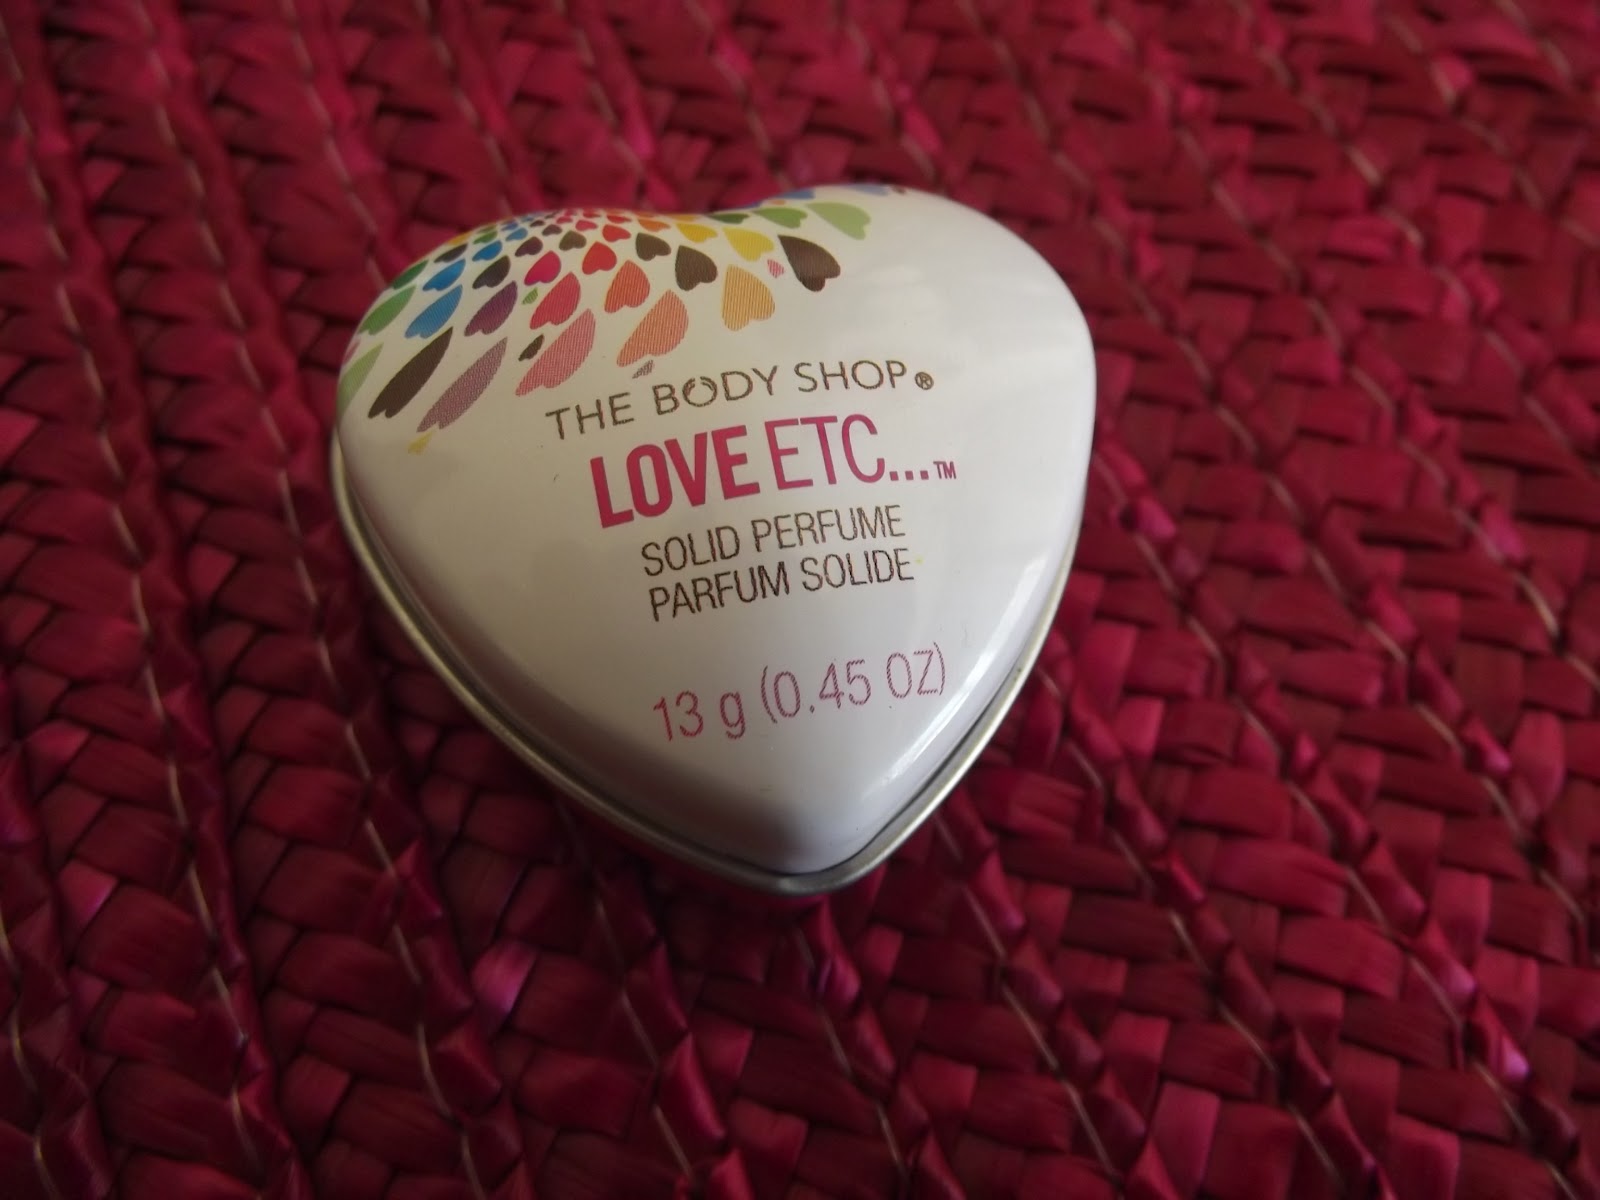 THE BODY SHOP®
LOVE ETC...™
SOLID PERFUME
PARFUM SOLIDE
13 g (0.45 OZ)